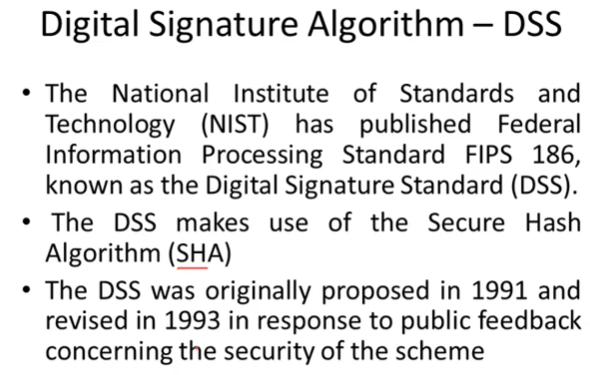 Digital Signature Algorithm – DSS
• The National Institute of Standards and
Technology (NIST) has published Federal
Information Processing Standard FIPS 186,
known as the Digital Signature Standard (DSS).
• The DSS makes use of the Secure Hash
Algorithm (SHA)
• The DSS was originally proposed in 1991 and
revised in 1993 in response to public feedback
concerning the security of the scheme